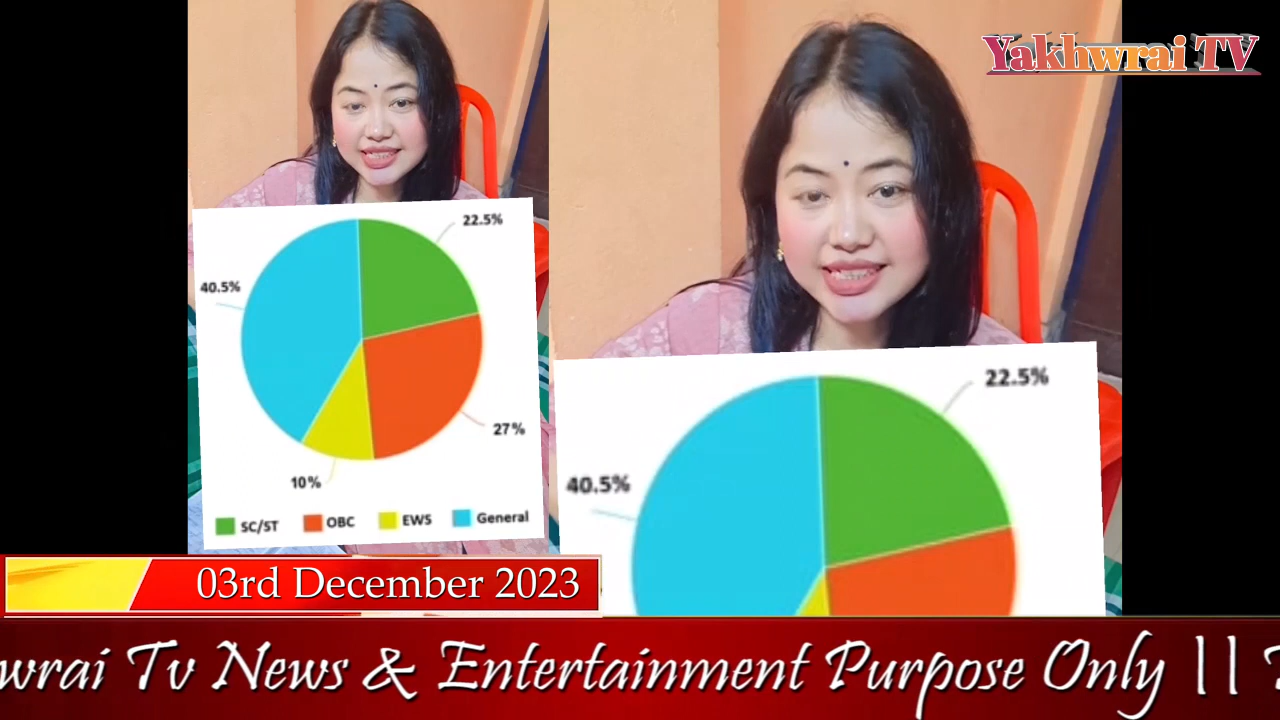 Yakhwrai TV
22.5%
40.5%
27%
10%
SC/ST OBC EWS General
22.5%
40.5%
03rd December 2023
wrai Tv News & Entertainment Purpose Only ||